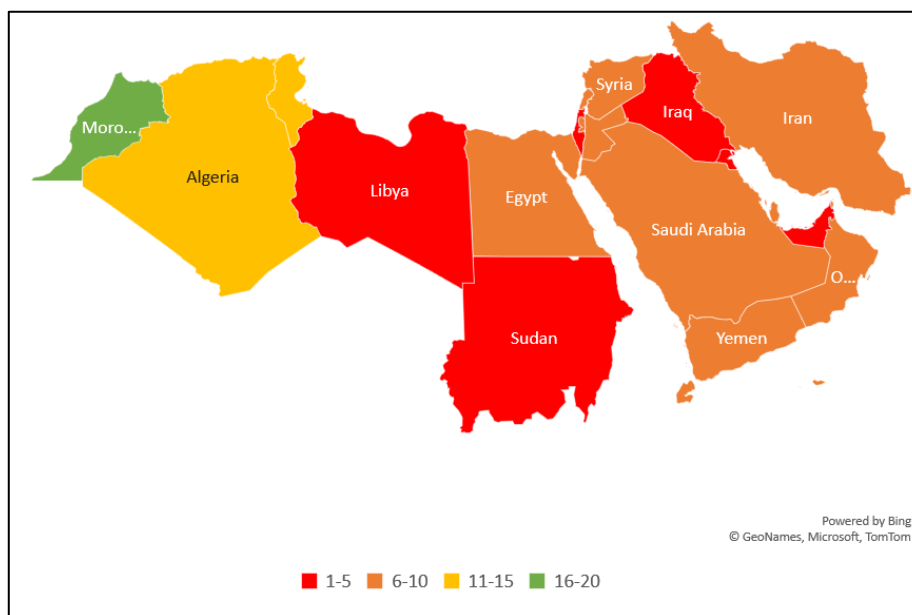 Syria
Iraq
Iran
Moro...
Algeria
Libya
Egypt
Saudi Arabia
O...
Sudan
Yemen
Powered by Bing
© GeoNames, Microsoft, TomTom
1-5 6-10 11-15 16-20